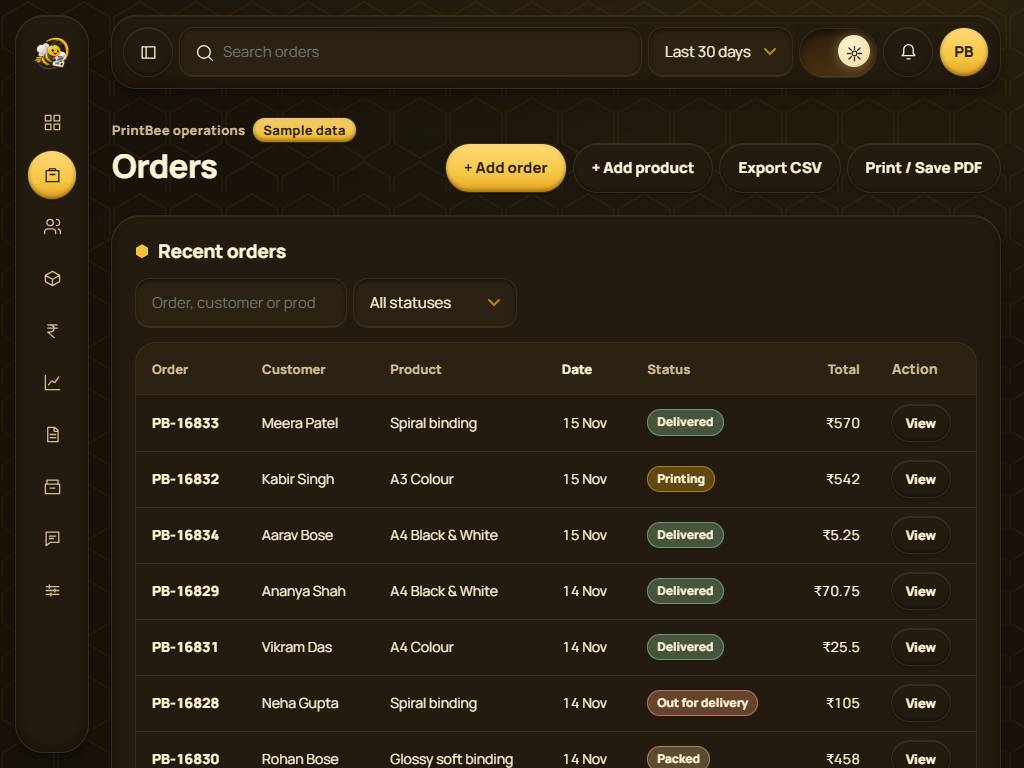 Search orders
Last 30 days
PB
PrintBee operations Sample data
Orders
+ Add order + Add product Export CSV Print / Save PDF
Recent orders
Order, customer or prod All statuses
Order Customer Product Date Status Total Action
PB-16833 Meera Patel Spiral binding 15 Nov Delivered ₹570 View
PB-16832 Kabir Singh A3 Colour 15 Nov Printing ₹542 View
PB-16834 Aarav Bose A4 Black & White 15 Nov Delivered ₹5.25 View
PB-16829 Ananya Shah A4 Black & White 14 Nov Delivered ₹70.75 View
PB-16831 Vikram Das A4 Colour 14 Nov Delivered ₹25.5 View
PB-16828 Neha Gupta Spiral binding 14 Nov Out for delivery ₹105 View
PB-16830 Rohan Bose Glossy soft binding 14 Nov Packed ₹458 View